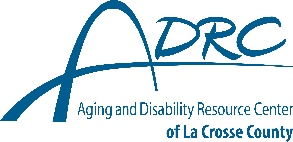 ADRC
Aging and Disability Resource Center
of La Crosse County